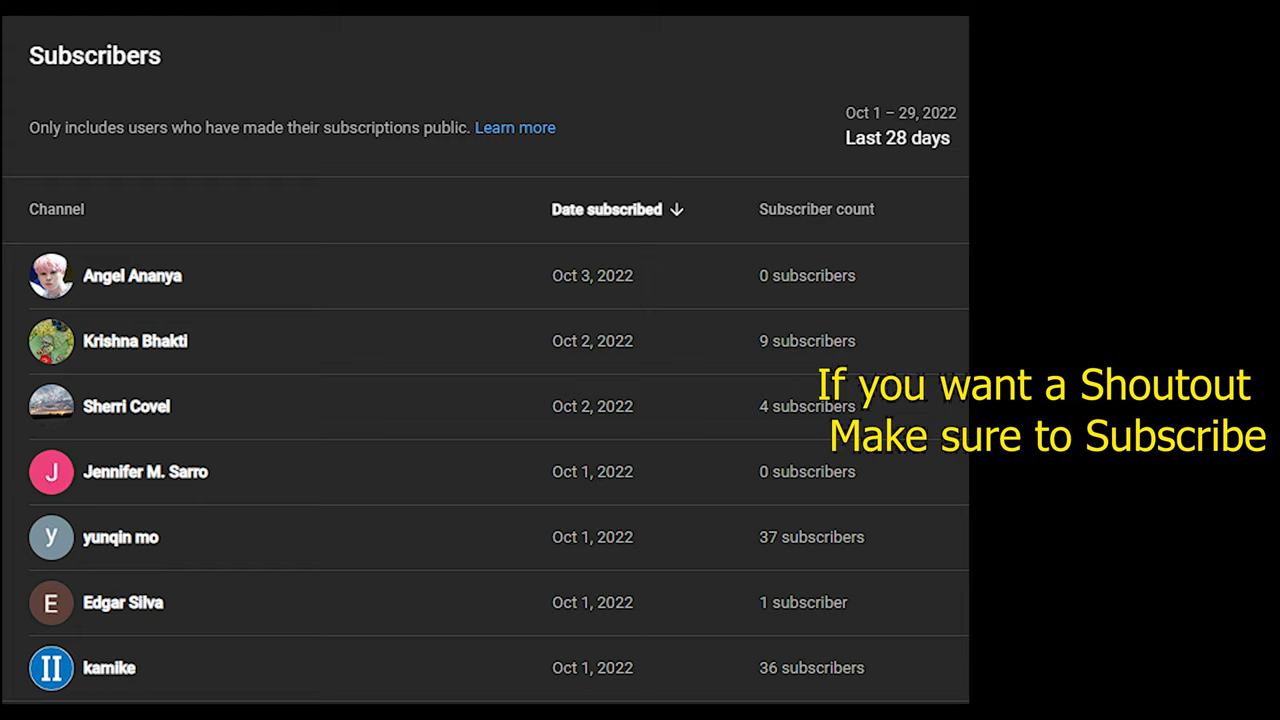 Subscribers
Only includes users who have made their subscriptions public. Learn more
Oct 1 – 29, 2022
Last 28 days
Channel Date subscribed ↓ Subscriber count
Angel Ananya Oct 3, 2022 0 subscribers
Krishna Bhakti Oct 2, 2022 9 subscribers
If you want a Shoutout
Make sure to Subscribe
Sherri Covel Oct 2, 2022 4 subscribers
J Jennifer M. Sarro Oct 1, 2022 0 subscribers
y yunqin mo Oct 1, 2022 37 subscribers
E Edgar Silva Oct 1, 2022 1 subscriber
II kamike Oct 1, 2022 36 subscribers